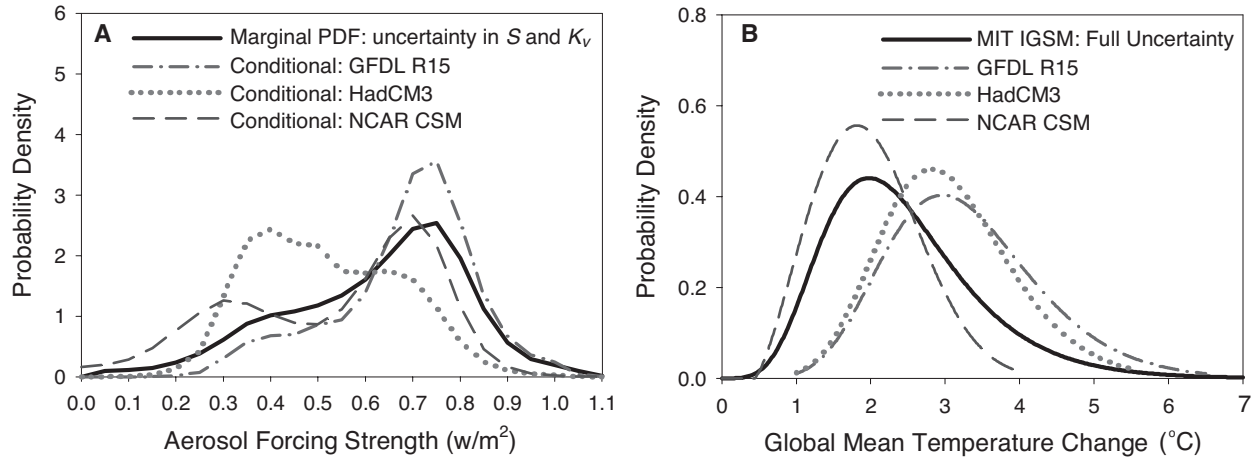 A
Marginal PDF: uncertainty in S and Kv
Conditional: GFDL R15
Conditional: HadCM3
Conditional: NCAR CSM
Probability Density
6
5
4
3
2
1
0
0.0 0.1 0.2 0.3 0.4 0.5 0.6 0.7 0.8 0.9 1.0 1.1
Aerosol Forcing Strength (w/m²)
B
MIT IGSM: Full Uncertainty
GFDL R15
HadCM3
NCAR CSM
Probability Density
0.8
0.6
0.4
0.2
0.0
0 1 2 3 4 5 6 7
Global Mean Temperature Change (°C)